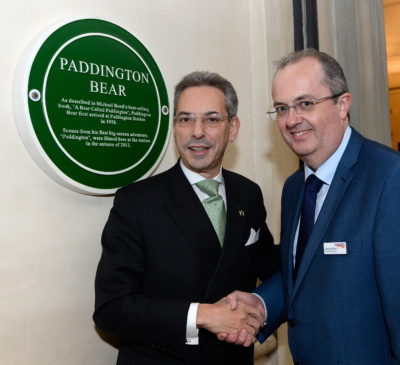 PADDINGTON
BEAR
As described in Michael Bond's best-selling
book, "A Bear Called Paddington", Paddington
Bear first arrived at Paddington Station
in 1958.
Scenes from his first big-screen adventure,
"Paddington", were filmed here at the station
in the autumn of 2013.